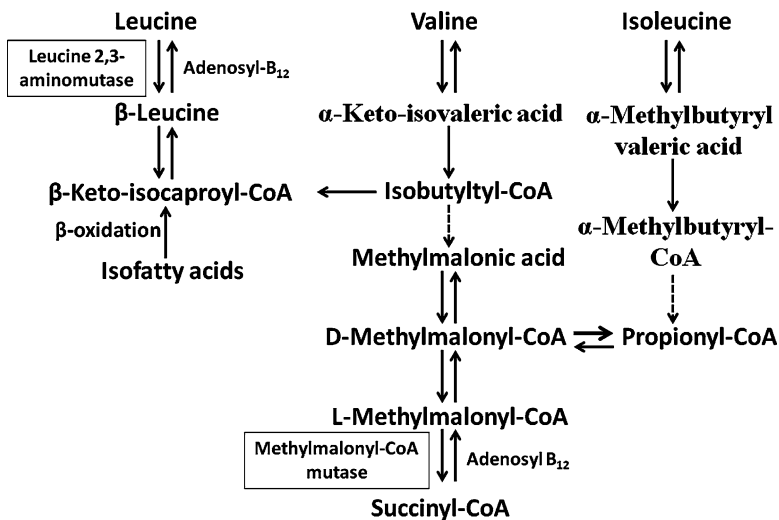 Leucine
Valine
Isoleucine
Leucine 2,3-
aminomutase
Adenosyl-B₁₂
β-Leucine
α-Keto-isovaleric acid
α-Methylbutyryl
valeric acid
β-Keto-isocaproyl-CoA
Isobutyltyl-CoA
β-oxidation
α-Methylbutyryl-
CoA
Isofatty acids
Methylmalonic acid
D-Methylmalonyl-CoA
Propionyl-CoA
L-Methylmalonyl-CoA
Methylmalonyl-CoA
mutase
Adenosyl B₁₂
Succinyl-CoA